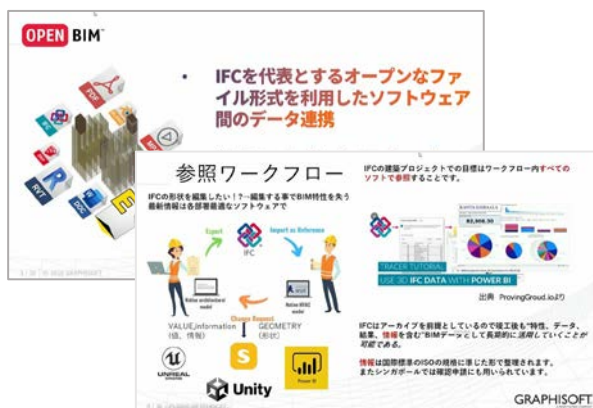 OPEN BIM
• IFCを代表とするオープンなファ
イル形式を利用したソフトウェア
間のデータ連携
PDF
IFC
RVT
DOC
参照ワークフロー
IFCの形状を編集したい！?→編集する事でBIM特性を失う
最新情報は各部署最適なソフトウェアで
Export
Import as Reference
IFC
Native architectural
model
Native HVAC
model
Change Request
VALUE,information
(値、情報)
GEOMETRY
(形状)
UNREAL
Unity
Power BI
IFCの建築プロジェクトでの目標はワークフロー内すべての
ソフトで参照することです。
TRACER TUTORIAL
USE 3D IFC DATA WITH POWER BI
出典 ProvingGroud.ioより
IFCはアーカイブを前提としているので竣工後も"特性、データ、
結果、情報を含む"BIMデータとして長期的に活用していくことが
可能である。
情報は国際標準のISOの規格に準じた形で整理されます。
またシンガポールでは確認申請にも用いられています。
GRAPHISOFT